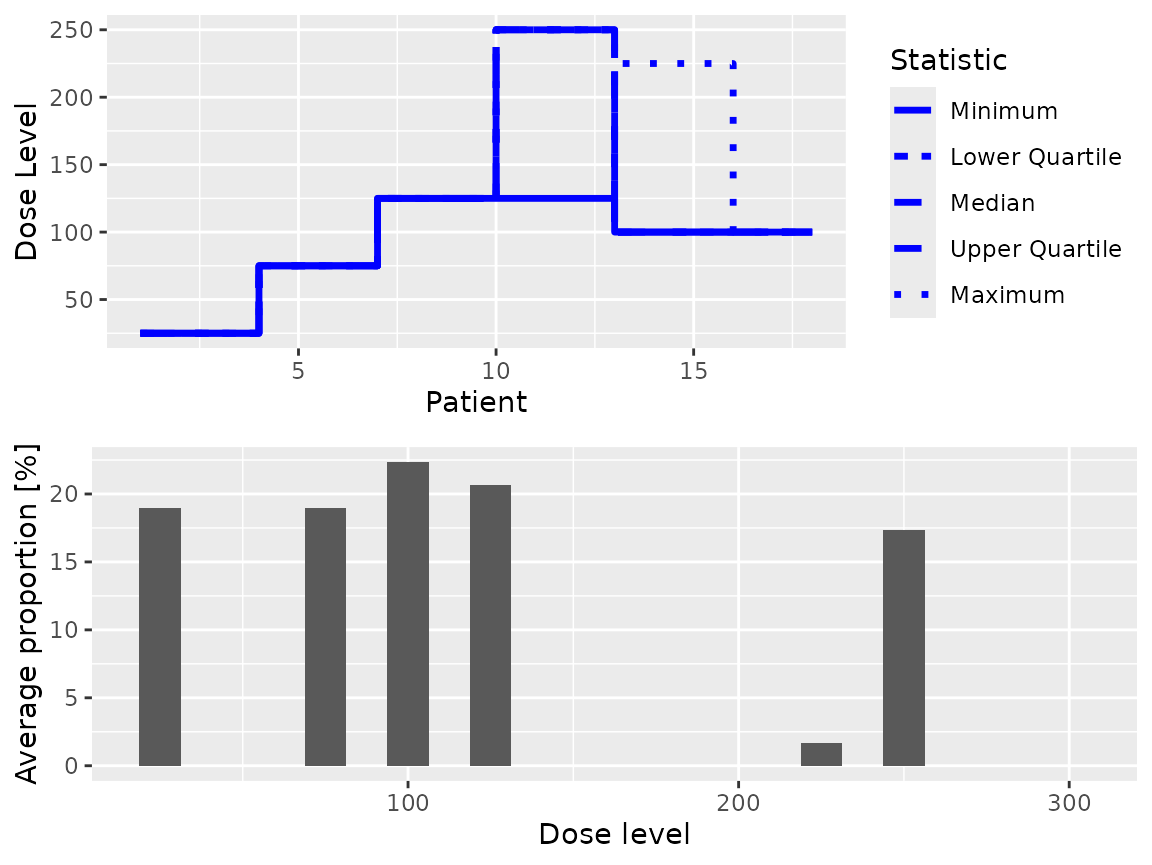 250
200
150
100
50
Dose Level
5 10 15
Patient
Statistic
Minimum
Lower Quartile
Median
Upper Quartile
Maximum
20
15
10
5
0
Average proportion [%]
100 200 300
Dose level